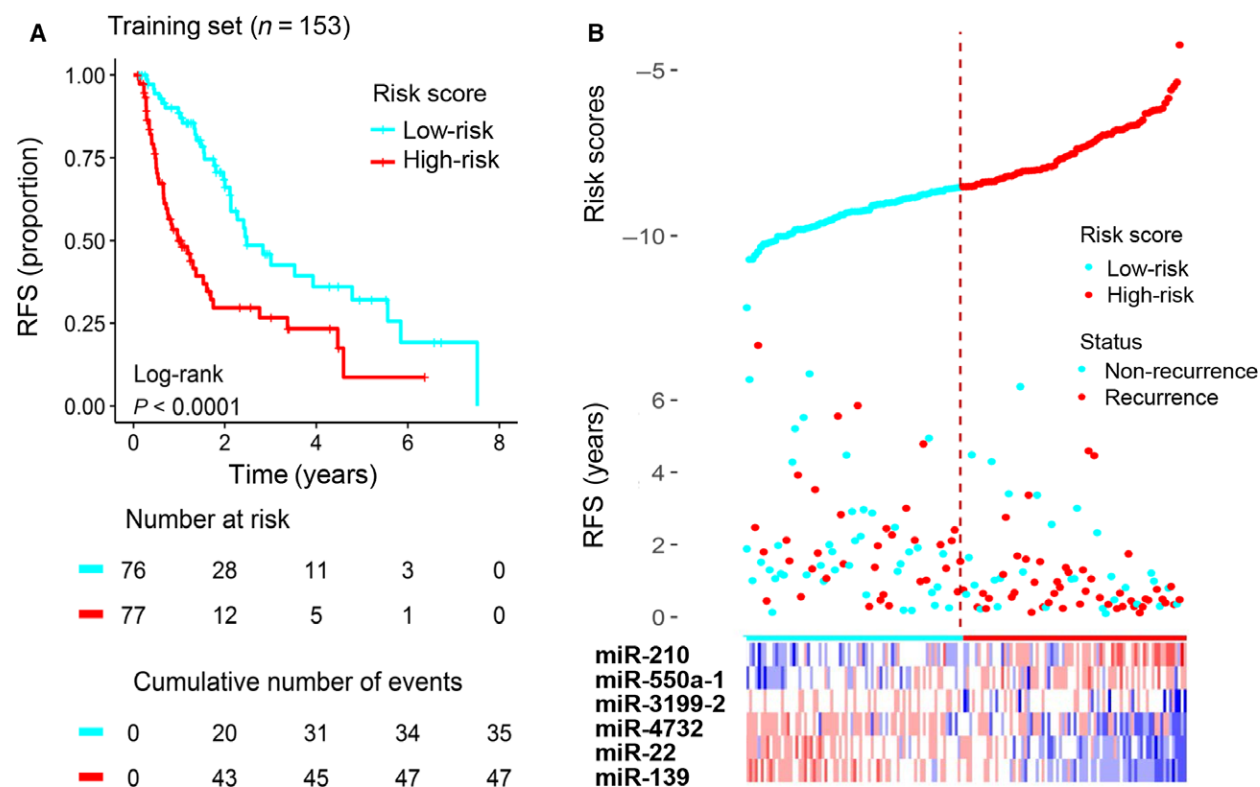 A
Training set (n = 153)
RFS (proportion)
1.00
0.75
0.50
0.25
0.00
Risk score
Low-risk
High-risk
Log-rank
P < 0.0001
0 2 4 6 8
Time (years)
Number at risk
76 28 11 3 0
77 12 5 1 0
Cumulative number of events
0 20 31 34 35
0 43 45 47 47
B
Risk scores
–5
–10
Risk score
Low-risk
High-risk
Status
Non-recurrence
Recurrence
RFS (years)
6
4
2
0
miR-210
miR-550a-1
miR-3199-2
miR-4732
miR-22
miR-139